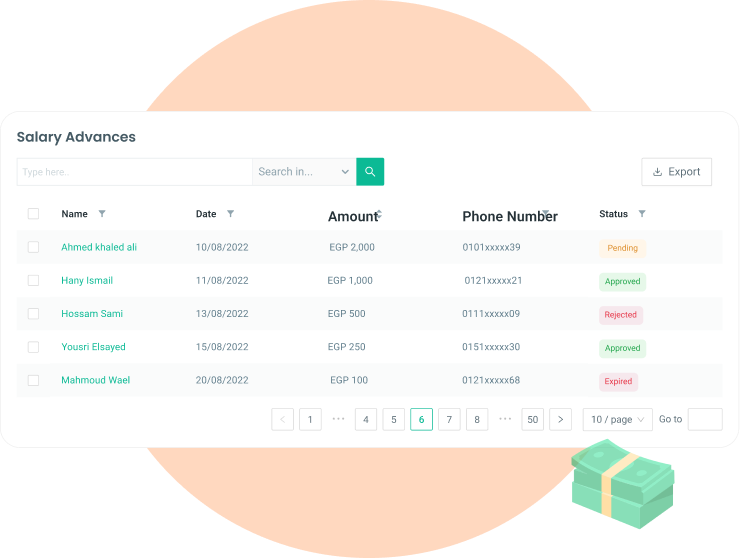 Salary Advances
Type here.. Search in... Export
Name Date Amount Phone Number Status
Ahmed khaled ali 10/08/2022 EGP 2,000 0101xxxxx39 Pending
Hany Ismail 11/08/2022 EGP 1,000 0121xxxxx21 Approved
Hossam Sami 13/08/2022 EGP 500 0111xxxxx09 Rejected
Yousri Elsayed 15/08/2022 EGP 250 0151xxxxx30 Approved
Mahmoud Wael 20/08/2022 EGP 100 0121xxxxx68 Expired
< 1 ••• 4 5 6 7 8 ••• 50 > 10 / page Go to